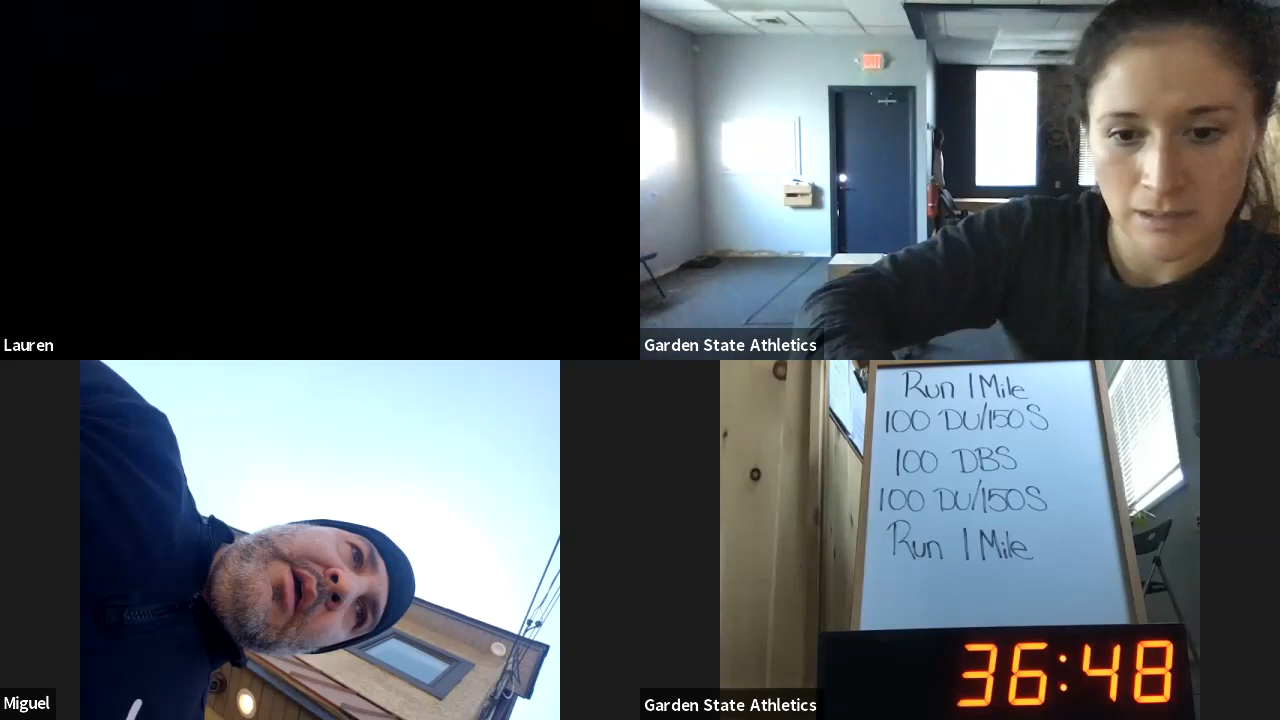 EXIT
Lauren
Garden State Athletics
Run 1 Mile
100 DU/150S
100 DBS
100 DU/150S
Run 1 Mile
36:48
Miguel
Garden State Athletics